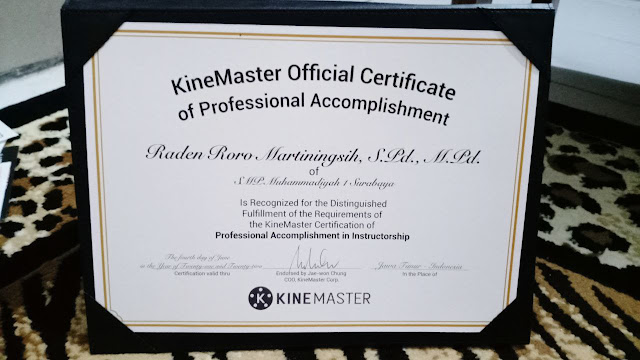 KineMaster Official Certificate
of Professional Accomplishment
Raden Roro Martiningsih, S.Pd., M.Pd.
of
SMP. Muhammadiyah 1 Surabaya
Is Recognized for the Distinguished
Fulfillment of the Requirements of
the KineMaster Certification of
Professional Accomplishment in Instructorship
The fourth day of June
in the Year of Twenty-one and Twenty-two
Certification valid thru
Endorsed by Jae-won Chung
COO, KineMaster Corp.
Jawa Timur - Indonesia
In the Place of
KINEMASTER